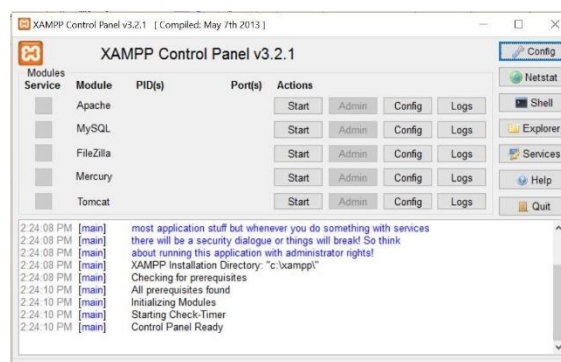 XAMPP Control Panel v3.2.1 [ Compiled: May 7th 2013 ]
XAMPP Control Panel v3.2.1
Config
Netstat
Shell
Explorer
Services
Help
Quit
Modules
Service Module PID(s) Port(s) Actions
Apache Start Admin Config Logs
MySQL Start Admin Config Logs
FileZilla Start Admin Config Logs
Mercury Start Admin Config Logs
Tomcat Start Admin Config Logs
2:24:08 PM [main] most application stuff but whenever you do something with services
2:24:08 PM [main] there will be a security dialogue or things will break! So think
2:24:08 PM [main] about running this application with administrator rights!
2:24:08 PM [main] XAMPP Installation Directory: "c:\xampp\"
2:24:08 PM [main] Checking for prerequisites
2:24:10 PM [main] All prerequisites found
2:24:10 PM [main] Initializing Modules
2:24:10 PM [main] Starting Check-Timer
2:24:10 PM [main] Control Panel Ready